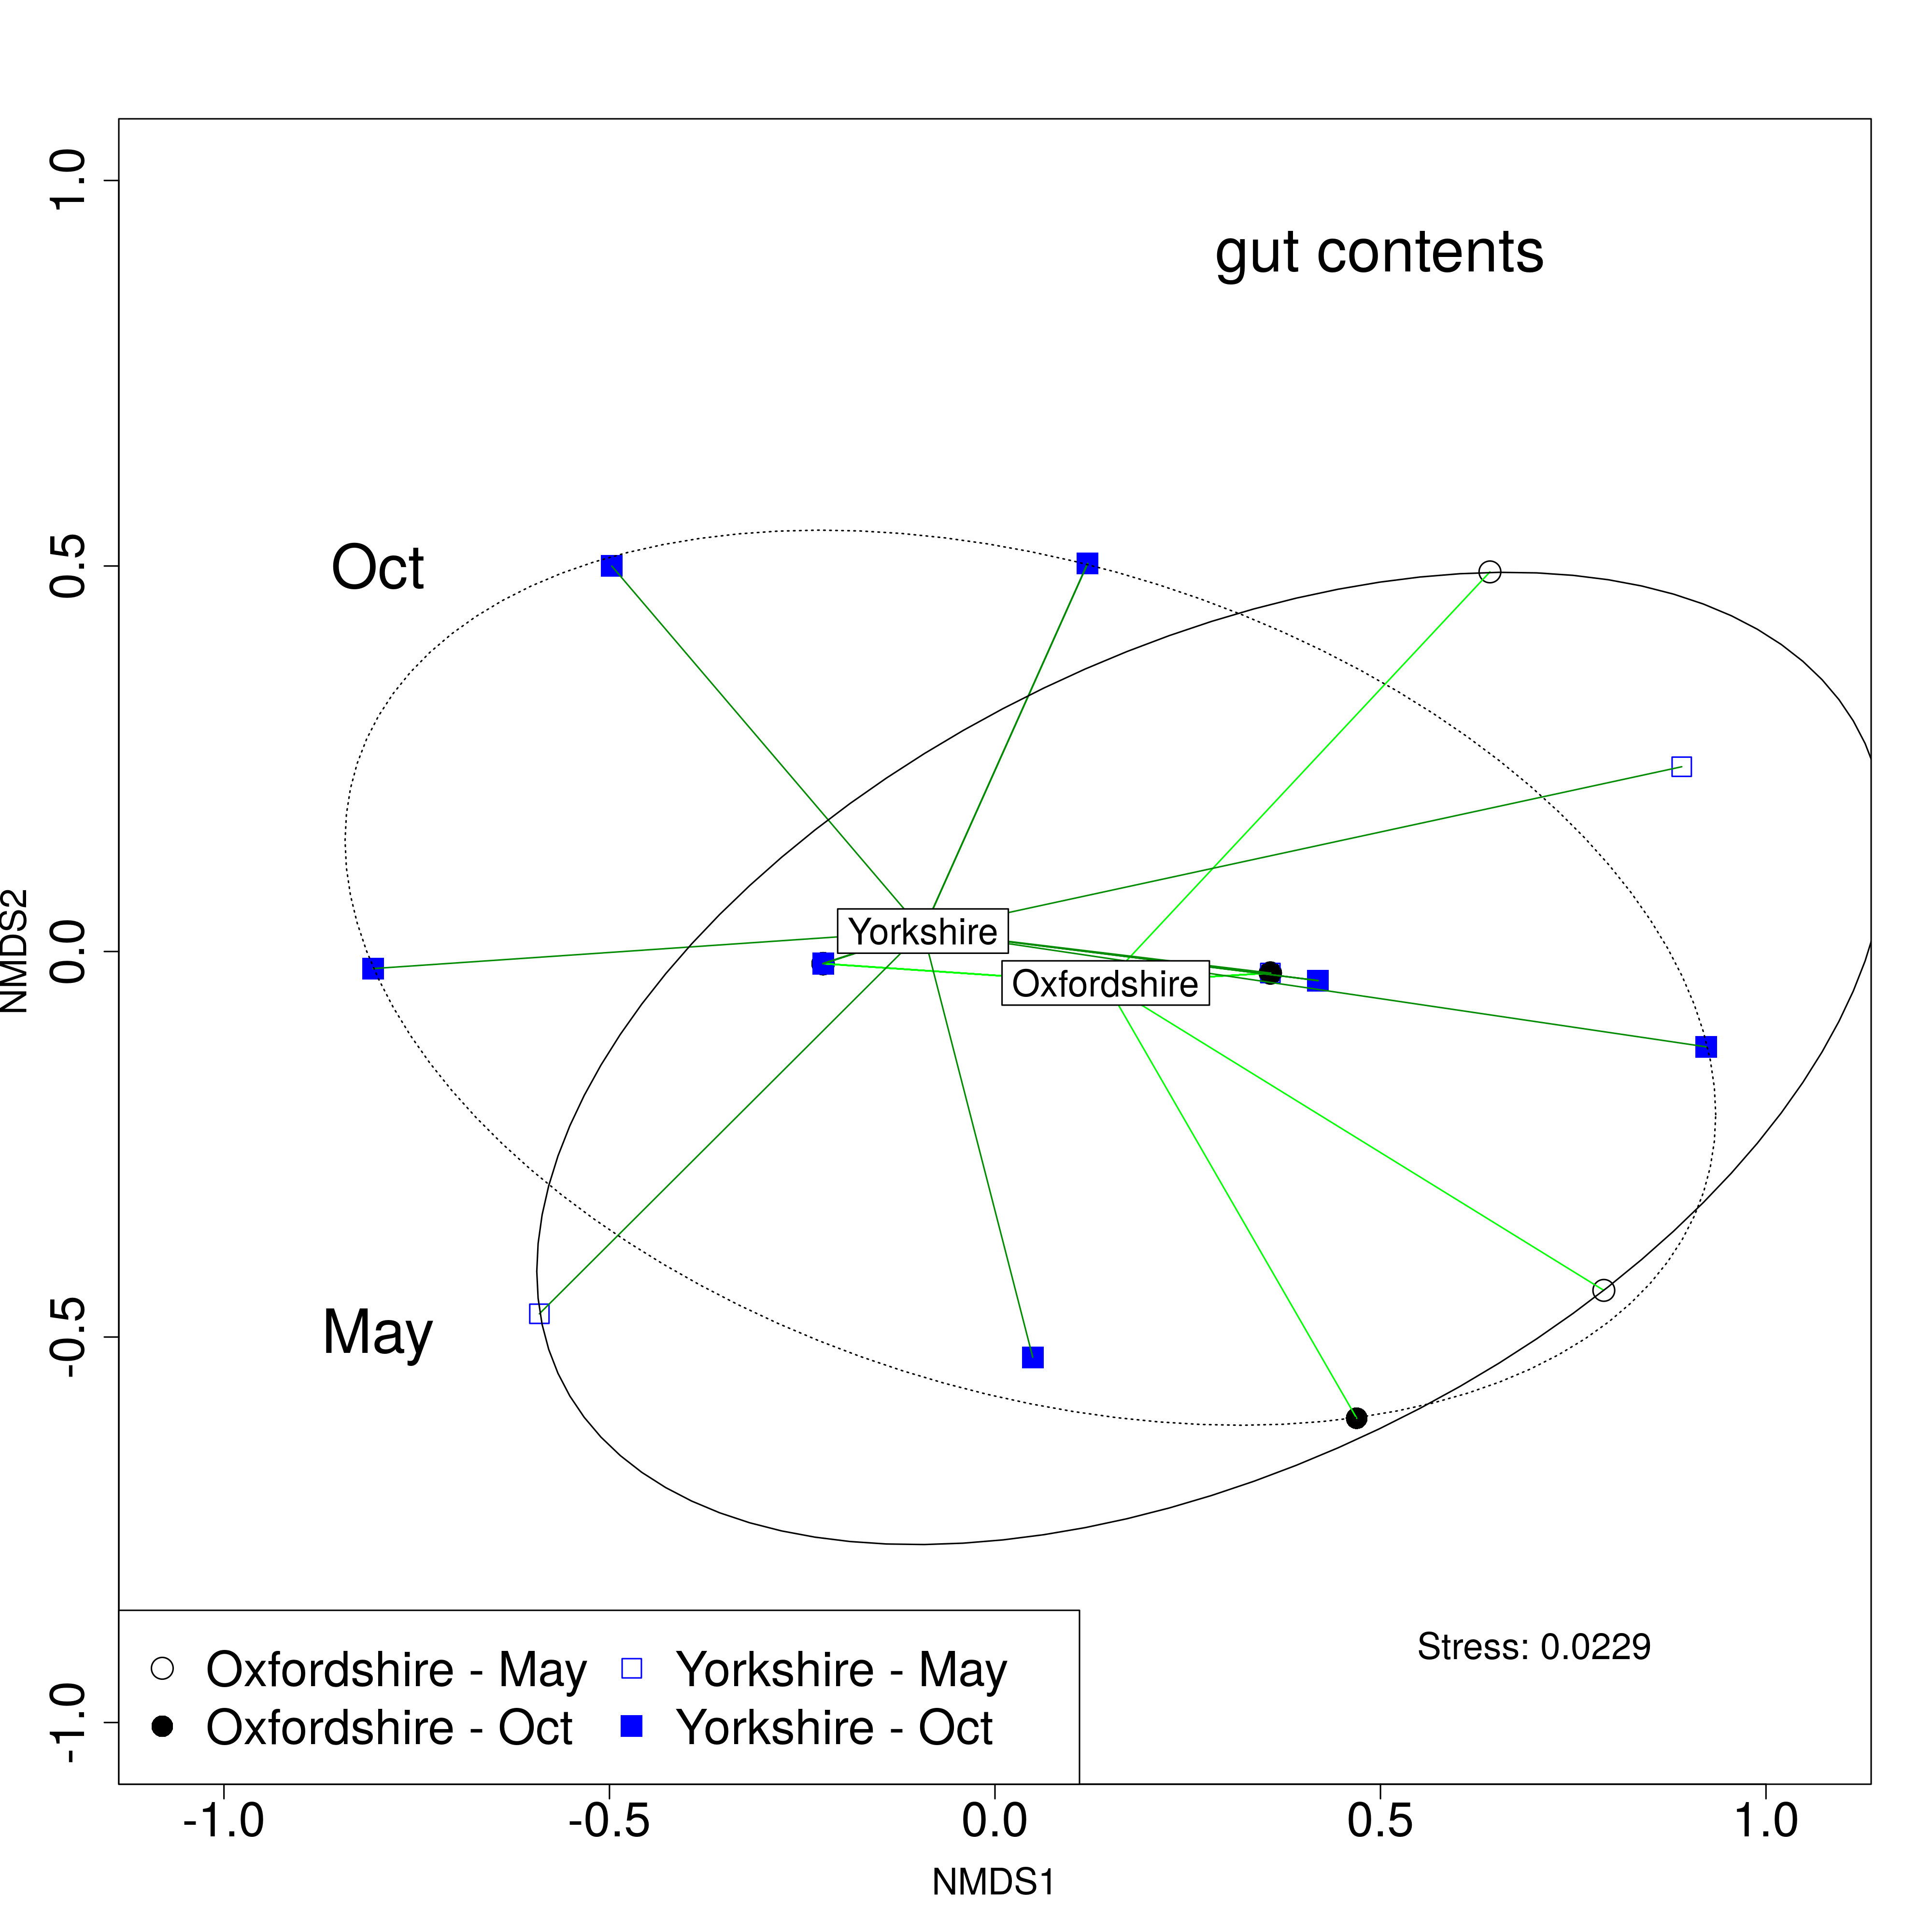 gut contents
1.0
0.5
0.0
-0.5
-1.0
NMDS2
Oct
Yorkshire
Oxfordshire
May
Stress: 0.0229
Oxfordshire - May
Yorkshire - May
Oxfordshire - Oct
Yorkshire - Oct
-1.0
-0.5
0.0
0.5
1.0
NMDS1